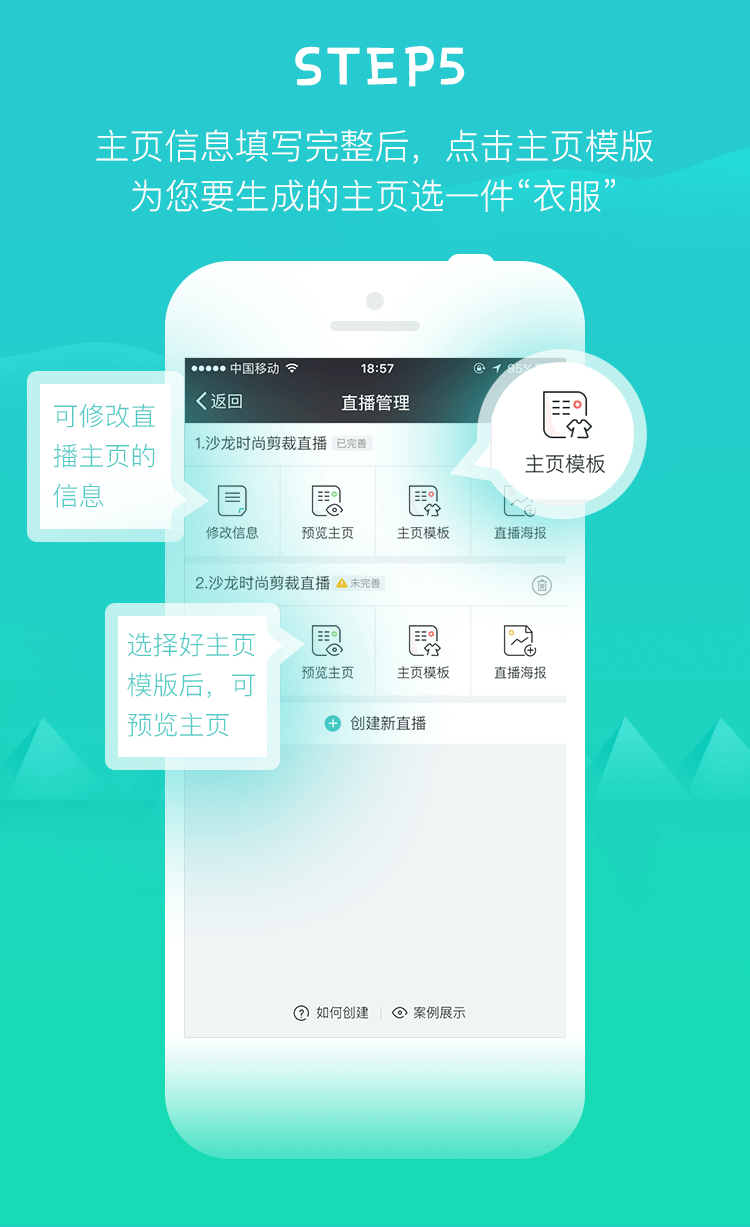 STEP5
主页信息填写完整后，点击主页模版
为您要生成的主页选一件“衣服”
中国移动 18:57 95%
返回 直播管理
可修改直
播主页的
信息
主页模板
1.沙龙时尚剪裁直播 已完善
修改信息 预览主页 主页模板 直播海报
2.沙龙时尚剪裁直播 未完善
选择好主页
模版后，可
预览主页
预览主页 主页模板 直播海报
创建新直播
如何创建 案例展示